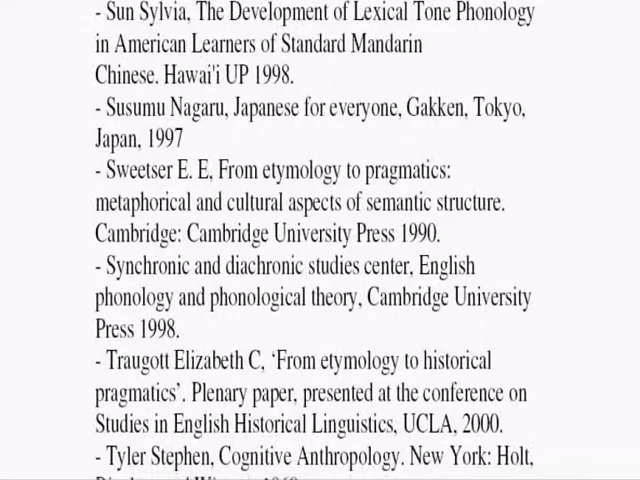 - Sun Sylvia, The Development of Lexical Tone Phonology
in American Learners of Standard Mandarin
Chinese. Hawai'i UP 1998.
- Susumu Nagaru, Japanese for everyone, Gakken, Tokyo,
Japan, 1997
- Sweetser E. E, From etymology to pragmatics:
metaphorical and cultural aspects of semantic structure.
Cambridge: Cambridge University Press 1990.
- Synchronic and diachronic studies center, English
phonology and phonological theory, Cambridge University
Press 1998.
- Traugott Elizabeth C, ‘From etymology to historical
pragmatics’. Plenary paper, presented at the conference on
Studies in English Historical Linguistics, UCLA, 2000.
- Tyler Stephen, Cognitive Anthropology. New York: Holt,